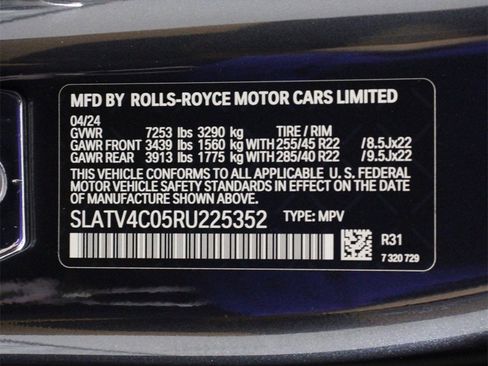 MFD BY ROLLS-ROYCE MOTOR CARS LIMITED
04/24
GVWR 7253 lbs 3290 kg TIRE / RIM
GAWR FRONT 3439 lbs 1560 kg WITH 255/45 R22 / 8.5Jx22
GAWR REAR 3913 lbs 1775 kg WITH 285/40 R22 / 9.5Jx22
THIS VEHICLE CONFORMS TO ALL APPLICABLE U. S. FEDERAL
MOTOR VEHICLE SAFETY STANDARDS IN EFFECT ON THE DATE
OF MANUFACTURE SHOWN ABOVE.
SLATV4C05RU225352 TYPE: MPV
R31
7 320 729